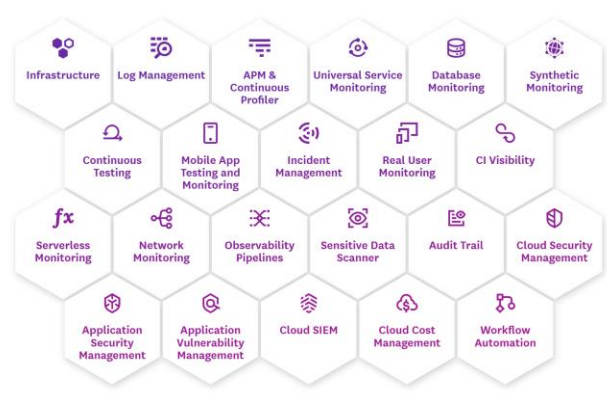 Infrastructure
Log Management
APM &
Continuous
Profiler
Universal Service
Monitoring
Database
Monitoring
Synthetic
Monitoring
Continuous
Testing
Mobile App
Testing and
Monitoring
Incident
Management
Real User
Monitoring
CI Visibility
fx
Serverless
Monitoring
Network
Monitoring
Observability
Pipelines
Sensitive Data
Scanner
Audit Trail
Cloud Security
Management
Application
Security
Management
Application
Vulnerability
Management
Cloud SIEM
Cloud Cost
Management
Workflow
Automation